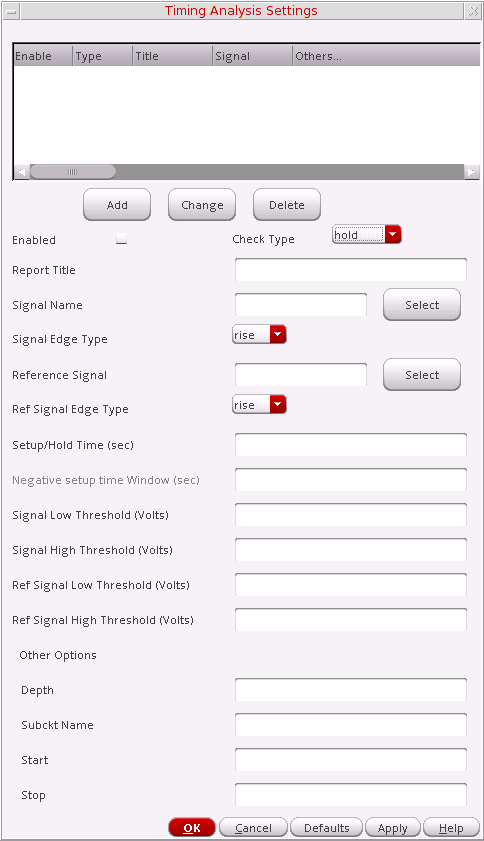 Timing Analysis Settings
Enable Type Title Signal Others...
Add Change Delete
Enabled Check Type hold
Report Title
Signal Name Select
Signal Edge Type rise
Reference Signal Select
Ref Signal Edge Type rise
Setup/Hold Time (sec)
Negative setup time Window (sec)
Signal Low Threshold (Volts)
Signal High Threshold (Volts)
Ref Signal Low Threshold (Volts)
Ref Signal High Threshold (Volts)
Other Options
Depth
Subckt Name
Start
Stop
OK Cancel Defaults Apply Help